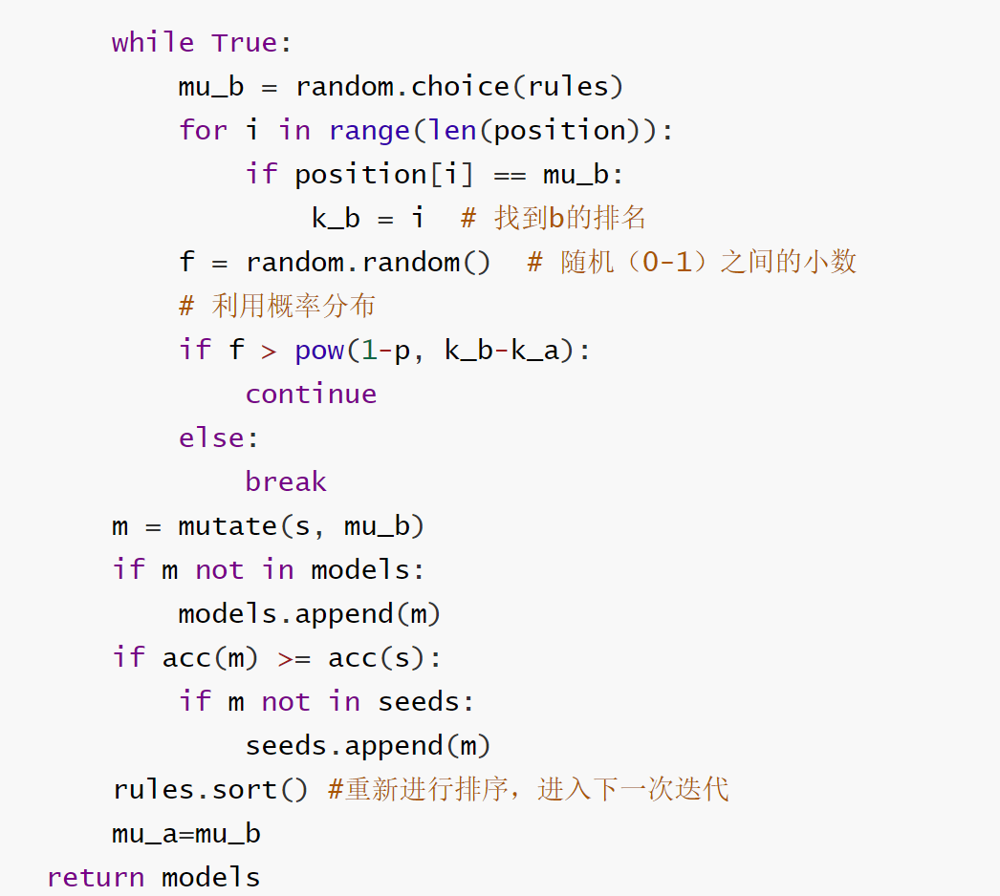 while True:
mu_b = random.choice(rules)
for i in range(len(position)):
if position[i] == mu_b:
k_b = i  # 找到b的排名
f = random.random()  # 随机（0-1）之间的小数
# 利用概率分布
if f > pow(1-p, k_b-k_a):
continue
else:
break
m = mutate(s, mu_b)
if m not in models:
models.append(m)
if acc(m) >= acc(s):
if m not in seeds:
seeds.append(m)
rules.sort() #重新进行排序，进入下一次迭代
mu_a=mu_b
return models